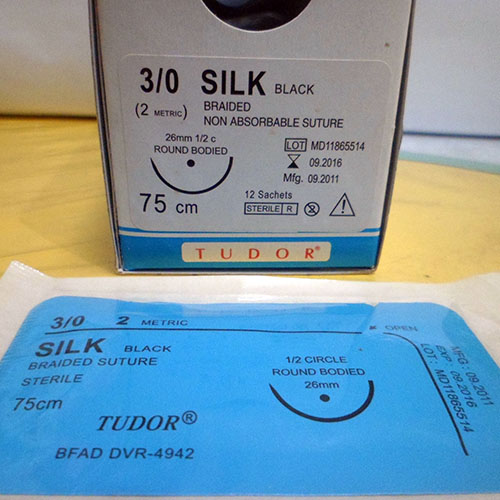 3/0 SILK BLACK
(2 METRIC) BRAIDED
NON ABSORBABLE SUTURE
26mm 1/2 c
ROUND BODIED
LOT MD11865514
09.2016
Mfg. 09.2011
75 cm
12 Sachets
STERILE R
2
TUDOR®
3/0 2 METRIC
OPEN
SILK BLACK
BRAIDED SUTURE
STERILE
75cm
1/2 CIRCLE
ROUND BODIED
26mm
TUDOR®
BFAD DVR-4942
MFG : 09.2011
EXP : 09.2016
LOT : MD11865514